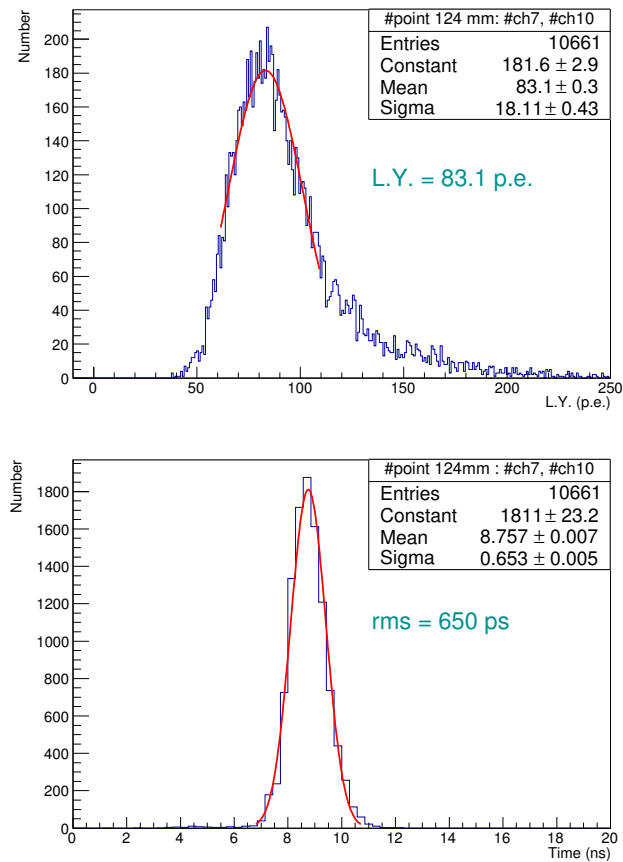 Number
#point 124 mm: #ch7, #ch10
Entries 10661
Constant 181.6 ± 2.9
Mean 83.1 ± 0.3
Sigma 18.11 ± 0.43
L.Y. = 83.1 p.e.
200
180
160
140
120
100
80
60
40
20
0
0 50 100 150 200 250
L.Y. (p.e.)
Number
#point 124mm : #ch7, #ch10
Entries 10661
Constant 1811 ± 23.2
Mean 8.757 ± 0.007
Sigma 0.653 ± 0.005
rms = 650 ps
1800
1600
1400
1200
1000
800
600
400
200
0
0 2 4 6 8 10 12 14 16 18 20
Time (ns)